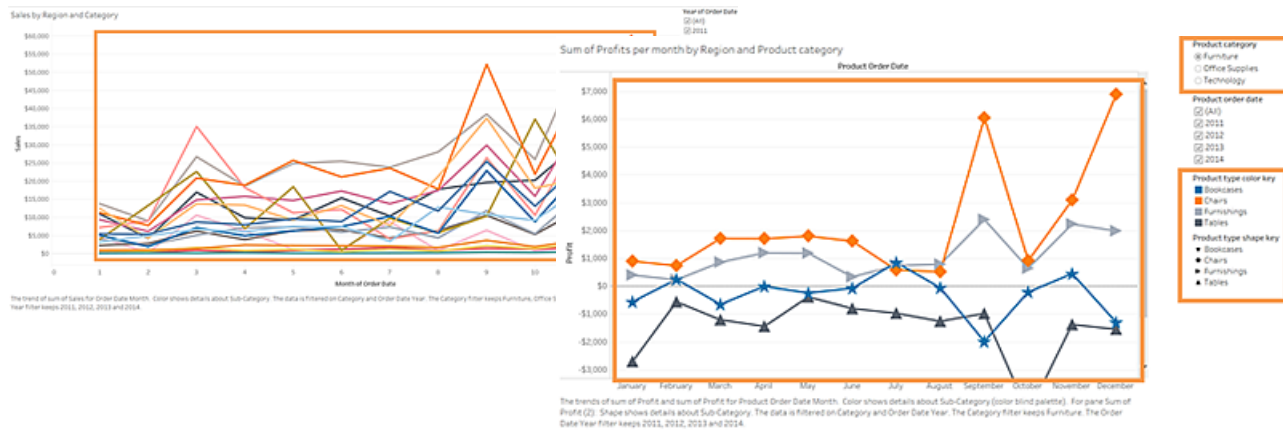 Sales by Region and Category
Year of Order Date
(All)
2011
$60,000
$55,000
$50,000
$45,000
$40,000
$35,000
$30,000
$25,000
$20,000
$15,000
$10,000
$5,000
$0
Sales
0 1 2 3 4 5 6 7 8 9 10
Month of Order Date
The trend of sum of Sales for Order Date Month. Color shows details about Sub-Category. The data is filtered on Category and Order Date Year. The Category filter keeps Furniture, Office S
Year filter keeps 2011, 2012, 2013 and 2014.
Sum of Profits per month by Region and Product category
Product Order Date
$7,000
$6,000
$5,000
$4,000
$3,000
$2,000
$1,000
$0
-$1,000
-$2,000
-$3,000
Profit
January February March April May June July August September October November December
The trends of sum of Profit and sum of Profit for Product Order Date Month. Color shows details about Sub-Category (color blind palette). For pane Sum of
Profit (2): Shape shows details about Sub-Category. The data is filtered on Category and Order Date Year. The Category filter keeps Furniture. The Order
Date Year filter keeps 2011, 2012, 2013 and 2014.
Product category
Furniture
Office Supplies
Technology
Product order date
(All)
2011
2012
2013
2014
Product type color key
Bookcases
Chairs
Furnishings
Tables
Product type shape key
Bookcases
Chairs
Furnishings
Tables